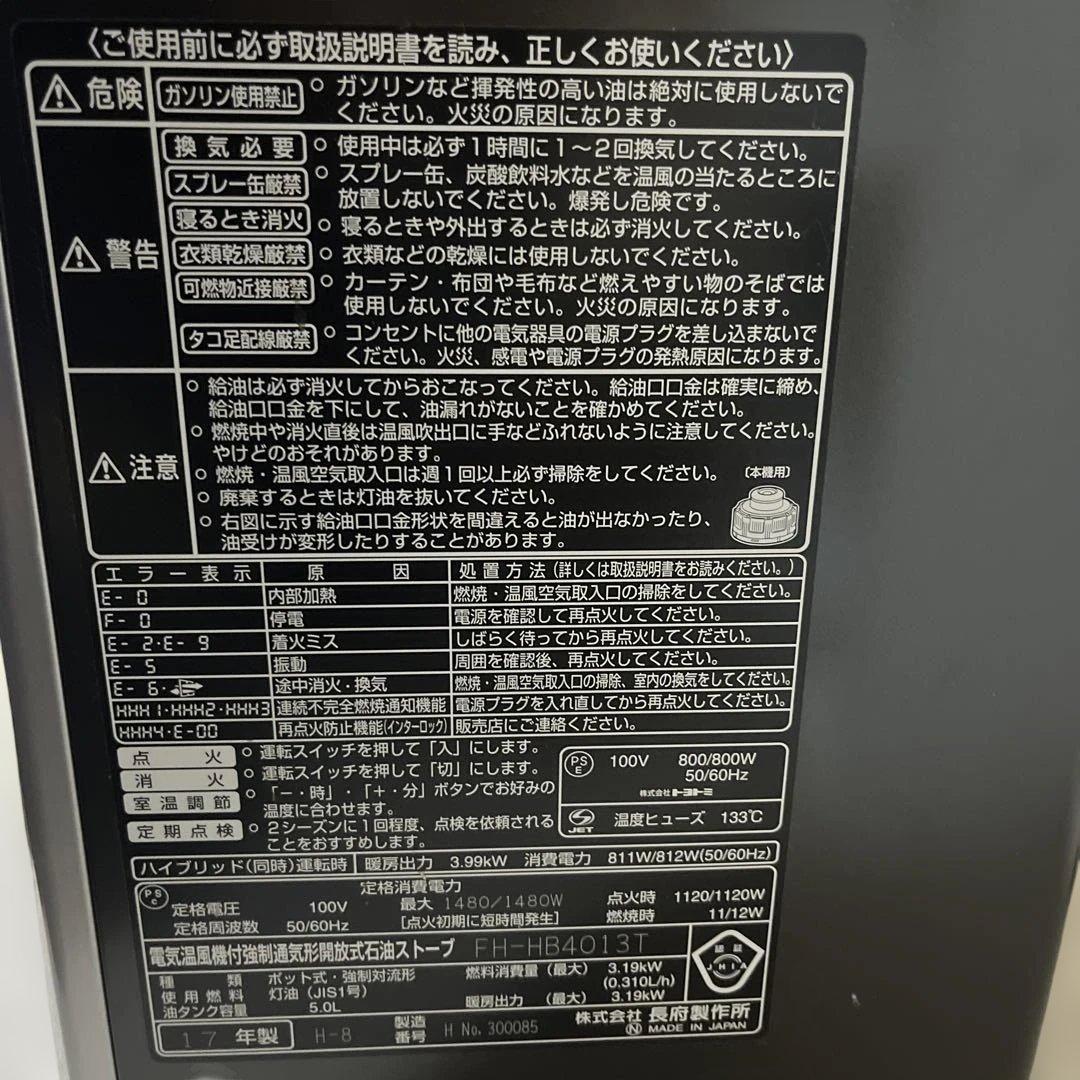 〈ご使用前に必ず取扱説明書を読み、正しくお使いください〉
危険 ガソリン使用禁止 ○ ガソリンなど揮発性の高い油は絶対に使用しないで
ください。火災の原因になります。
警告
換気必要 ○ 使用中は必ず1時間に1～2回換気してください。
スプレー缶厳禁 ○ スプレー缶、炭酸飲料水などを温風の当たるところに
放置しないでください。爆発し危険です。
寝るとき消火 ○ 寝るときや外出するときは必ず消火してください。
衣類乾燥厳禁 ○ 衣類などの乾燥には使用しないでください。
可燃物近接厳禁 ○ カーテン・布団や毛布など燃えやすい物のそばでは
使用しないでください。火災の原因になります。
タコ足配線厳禁 ○ コンセントに他の電気器具の電源プラグを差し込まないで
ください。火災、感電や電源プラグの発熱原因になります。
注意
○ 給油は必ず消火してからおこなってください。給油口口金は確実に締め、
給油口口金を下にして、油漏れがないことを確かめてください。
○ 燃焼中や消火直後は温風吹出口に手などふれないように注意してください。
やけどのおそれがあります。
○ 燃焼・温風空気取入口は週1回以上必ず掃除をしてください。
〔本機用〕
○ 廃棄するときは灯油を抜いてください。
○ 右図に示す給油口口金形状を間違えると油が出なかったり、
油受けが変形したりすることがあります。
エラー表示 原因 処置方法(詳しくは取扱説明書をお読みください。)
E-0 内部加熱 燃焼・温風空気取入口の掃除をしてください。
F-0 停電 電源を確認して再点火してください。
E-2・E-9 着火ミス しばらく待ってから再点火してください。
E-5 振動 周囲を確認後、再点火してください。
E-6・ 途中消火・換気 燃焼・温風空気取入口の掃除、室内の換気をしてください。
HHH1・HHH2・HHH3 連続不完全燃焼通知機能 電源プラグを入れ直してから再点火してください。
HHH4・E-00 再点火防止機能(インターロック) 販売店にご連絡ください。
点火 ○ 運転スイッチを押して「入」にします。
消火 ○ 運転スイッチを押して「切」にします。
室温調節 ○ 「－・時」・「＋・分」ボタンでお好みの
温度に合わせます。
定期点検 ○ 2シーズンに1回程度、点検を依頼される
ことをおすすめします。
PSE 100V 800/800W
50/60Hz
株式会社トヨトミ
JET 温度ヒューズ 133℃
ハイブリッド(同時)運転時 暖房出力 3.99kW 消費電力 811W/812W(50/60Hz)
PSE 定格消費電力
定格電圧 100V 最大 1480/1480W 点火時 1120/1120W
定格周波数 50/60Hz [点火初期に短時間発生] 燃焼時 11/12W
電気温風機付強制通気形開放式石油ストーブ FH-HB4013T
認証
JHIA
種類 ポット式・強制対流形 燃料消費量(最大) 3.19kW
(0.310L/h)
使用燃料 灯油(JIS1号) 暖房出力(最大) 3.19kW
油タンク容量 5.0L
17年製 H-8 製造番号 H No. 300085 株式会社 長府製作所
N MADE IN JAPAN